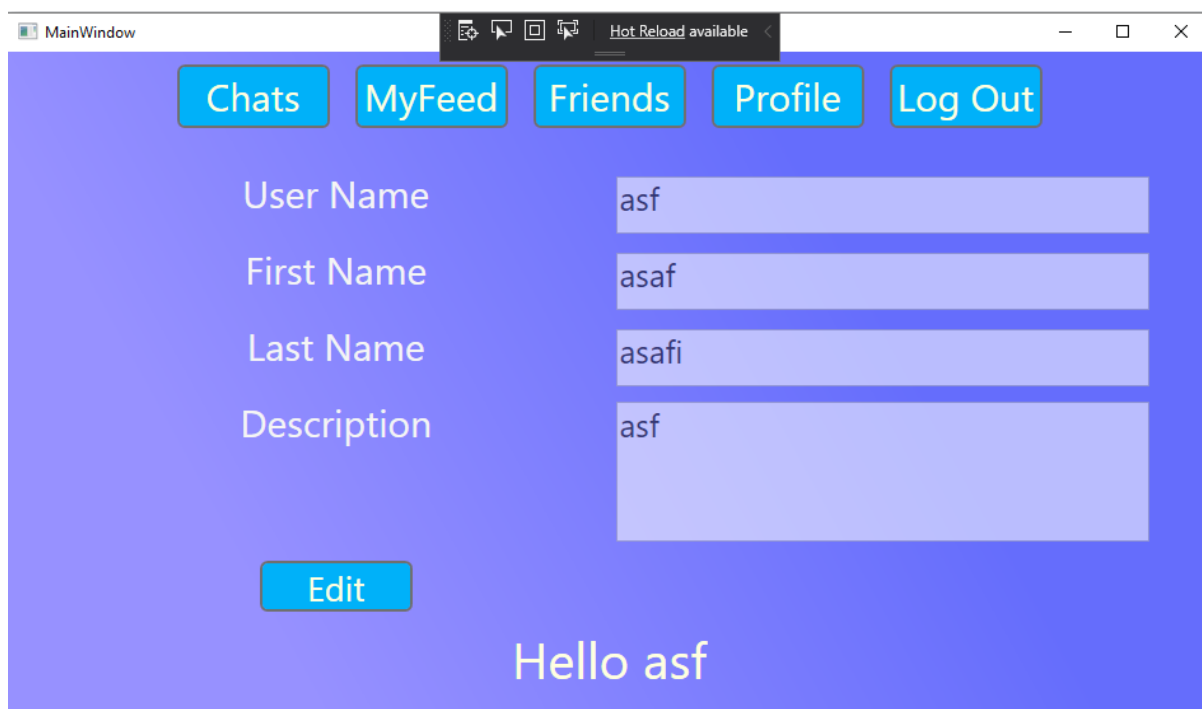 MainWindow
Hot Reload available
Chats MyFeed Friends Profile Log Out
User Name asf
First Name asaf
Last Name asafi
Description asf
Edit
Hello asf